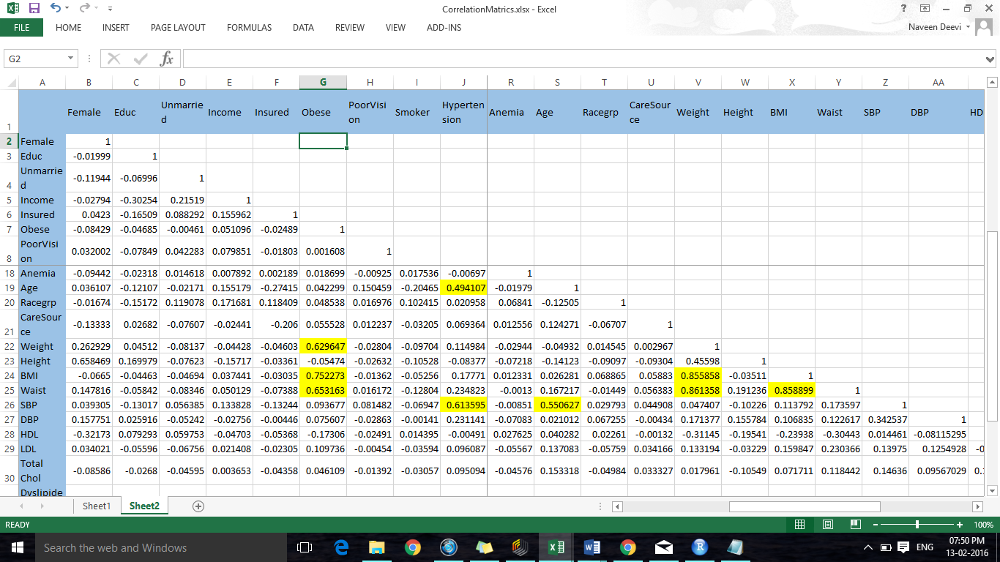 CorrelationMatrics.xlsx - Excel
FILE HOME INSERT PAGE LAYOUT FORMULAS DATA REVIEW VIEW ADD-INS Naveen Deevi
G2 fx
A B C D E F G H I J R S T U V W X Y Z AA
1 Female Educ Unmarrie d Income Insured Obese PoorVisi on Smoker Hyperten sion Anemia Age Racegrp CareSour ce Weight Height BMI Waist SBP DBP HD
2 Female 1
3 Educ -0.01999 1
4 Unmarrie d -0.11944 -0.06996 1
5 Income -0.02794 -0.30254 0.21519 1
6 Insured 0.0423 -0.16509 0.088292 0.155962 1
7 Obese -0.08429 -0.04685 -0.00461 0.051096 -0.02489 1
8 PoorVisi on 0.032002 -0.07849 0.042283 0.079851 -0.01803 0.001608 1
18 Anemia -0.09442 -0.02318 0.014618 0.007892 0.002189 0.018699 -0.00925 0.017536 -0.00697 1
19 Age 0.036107 -0.12107 -0.02171 0.155179 -0.27415 0.042299 0.150459 -0.20465 0.494107 -0.01979 1
20 Racegrp -0.01674 -0.15172 0.119078 0.171681 0.118409 0.048538 0.016976 0.102415 0.020958 0.06841 -0.12505 1
21 CareSour ce -0.13333 0.02682 -0.07607 -0.02441 -0.206 0.055528 0.012237 -0.03205 0.069364 0.012556 0.124271 -0.06707 1
22 Weight 0.262929 0.04512 -0.08137 -0.04428 -0.04603 0.629647 -0.02804 -0.09704 0.114984 -0.02944 -0.04932 0.014545 0.002967 1
23 Height 0.658469 0.169979 -0.07623 -0.15717 -0.03361 -0.05474 -0.02632 -0.10528 -0.08377 -0.07218 -0.14123 -0.09097 -0.09304 0.45598 1
24 BMI -0.0665 -0.04463 -0.04694 0.037441 -0.03035 0.752273 -0.01362 -0.05256 0.17771 0.012331 0.026281 0.068865 0.05883 0.855858 -0.03511 1
25 Waist 0.147816 -0.05842 -0.08346 0.050129 -0.07388 0.653163 0.016172 -0.12804 0.234823 -0.0013 0.167217 -0.01449 0.056383 0.861358 0.191236 0.858899 1
26 SBP 0.039305 -0.13017 0.056385 0.133828 -0.13244 0.093677 0.081482 -0.06947 0.613595 -0.00851 0.550627 0.029793 0.044908 0.047407 -0.10226 0.113792 0.173597 1
27 DBP 0.157751 0.025916 -0.05242 -0.02756 -0.00446 0.075607 -0.02863 -0.00141 0.231141 -0.07083 0.021012 0.067255 -0.00434 0.171377 0.155784 0.106835 0.122617 0.342537 1
28 HDL -0.32173 0.079293 0.059753 -0.04703 -0.05368 -0.17306 -0.02491 0.014395 -0.00491 0.027625 0.040282 0.02261 -0.00132 -0.31145 -0.19541 -0.23938 -0.30443 0.014461 -0.08115295
29 LDL 0.034021 -0.05596 -0.06756 0.021408 -0.02305 0.109736 -0.00454 -0.03594 0.096087 -0.05567 0.137083 -0.05759 0.034166 0.133194 -0.03229 0.159847 0.230366 0.13975 0.1254928 -0
30 Total Chol -0.08586 -0.0268 -0.04595 0.003653 -0.04358 0.046109 -0.01392 -0.03057 0.095094 -0.04576 0.153318 -0.04984 0.033327 0.017961 -0.10549 0.071711 0.118442 0.14636 0.09567029
Dyslipide
Sheet1 Sheet2
READY 100%
Search the web and Windows ENG 07:50 PM
13-02-2016